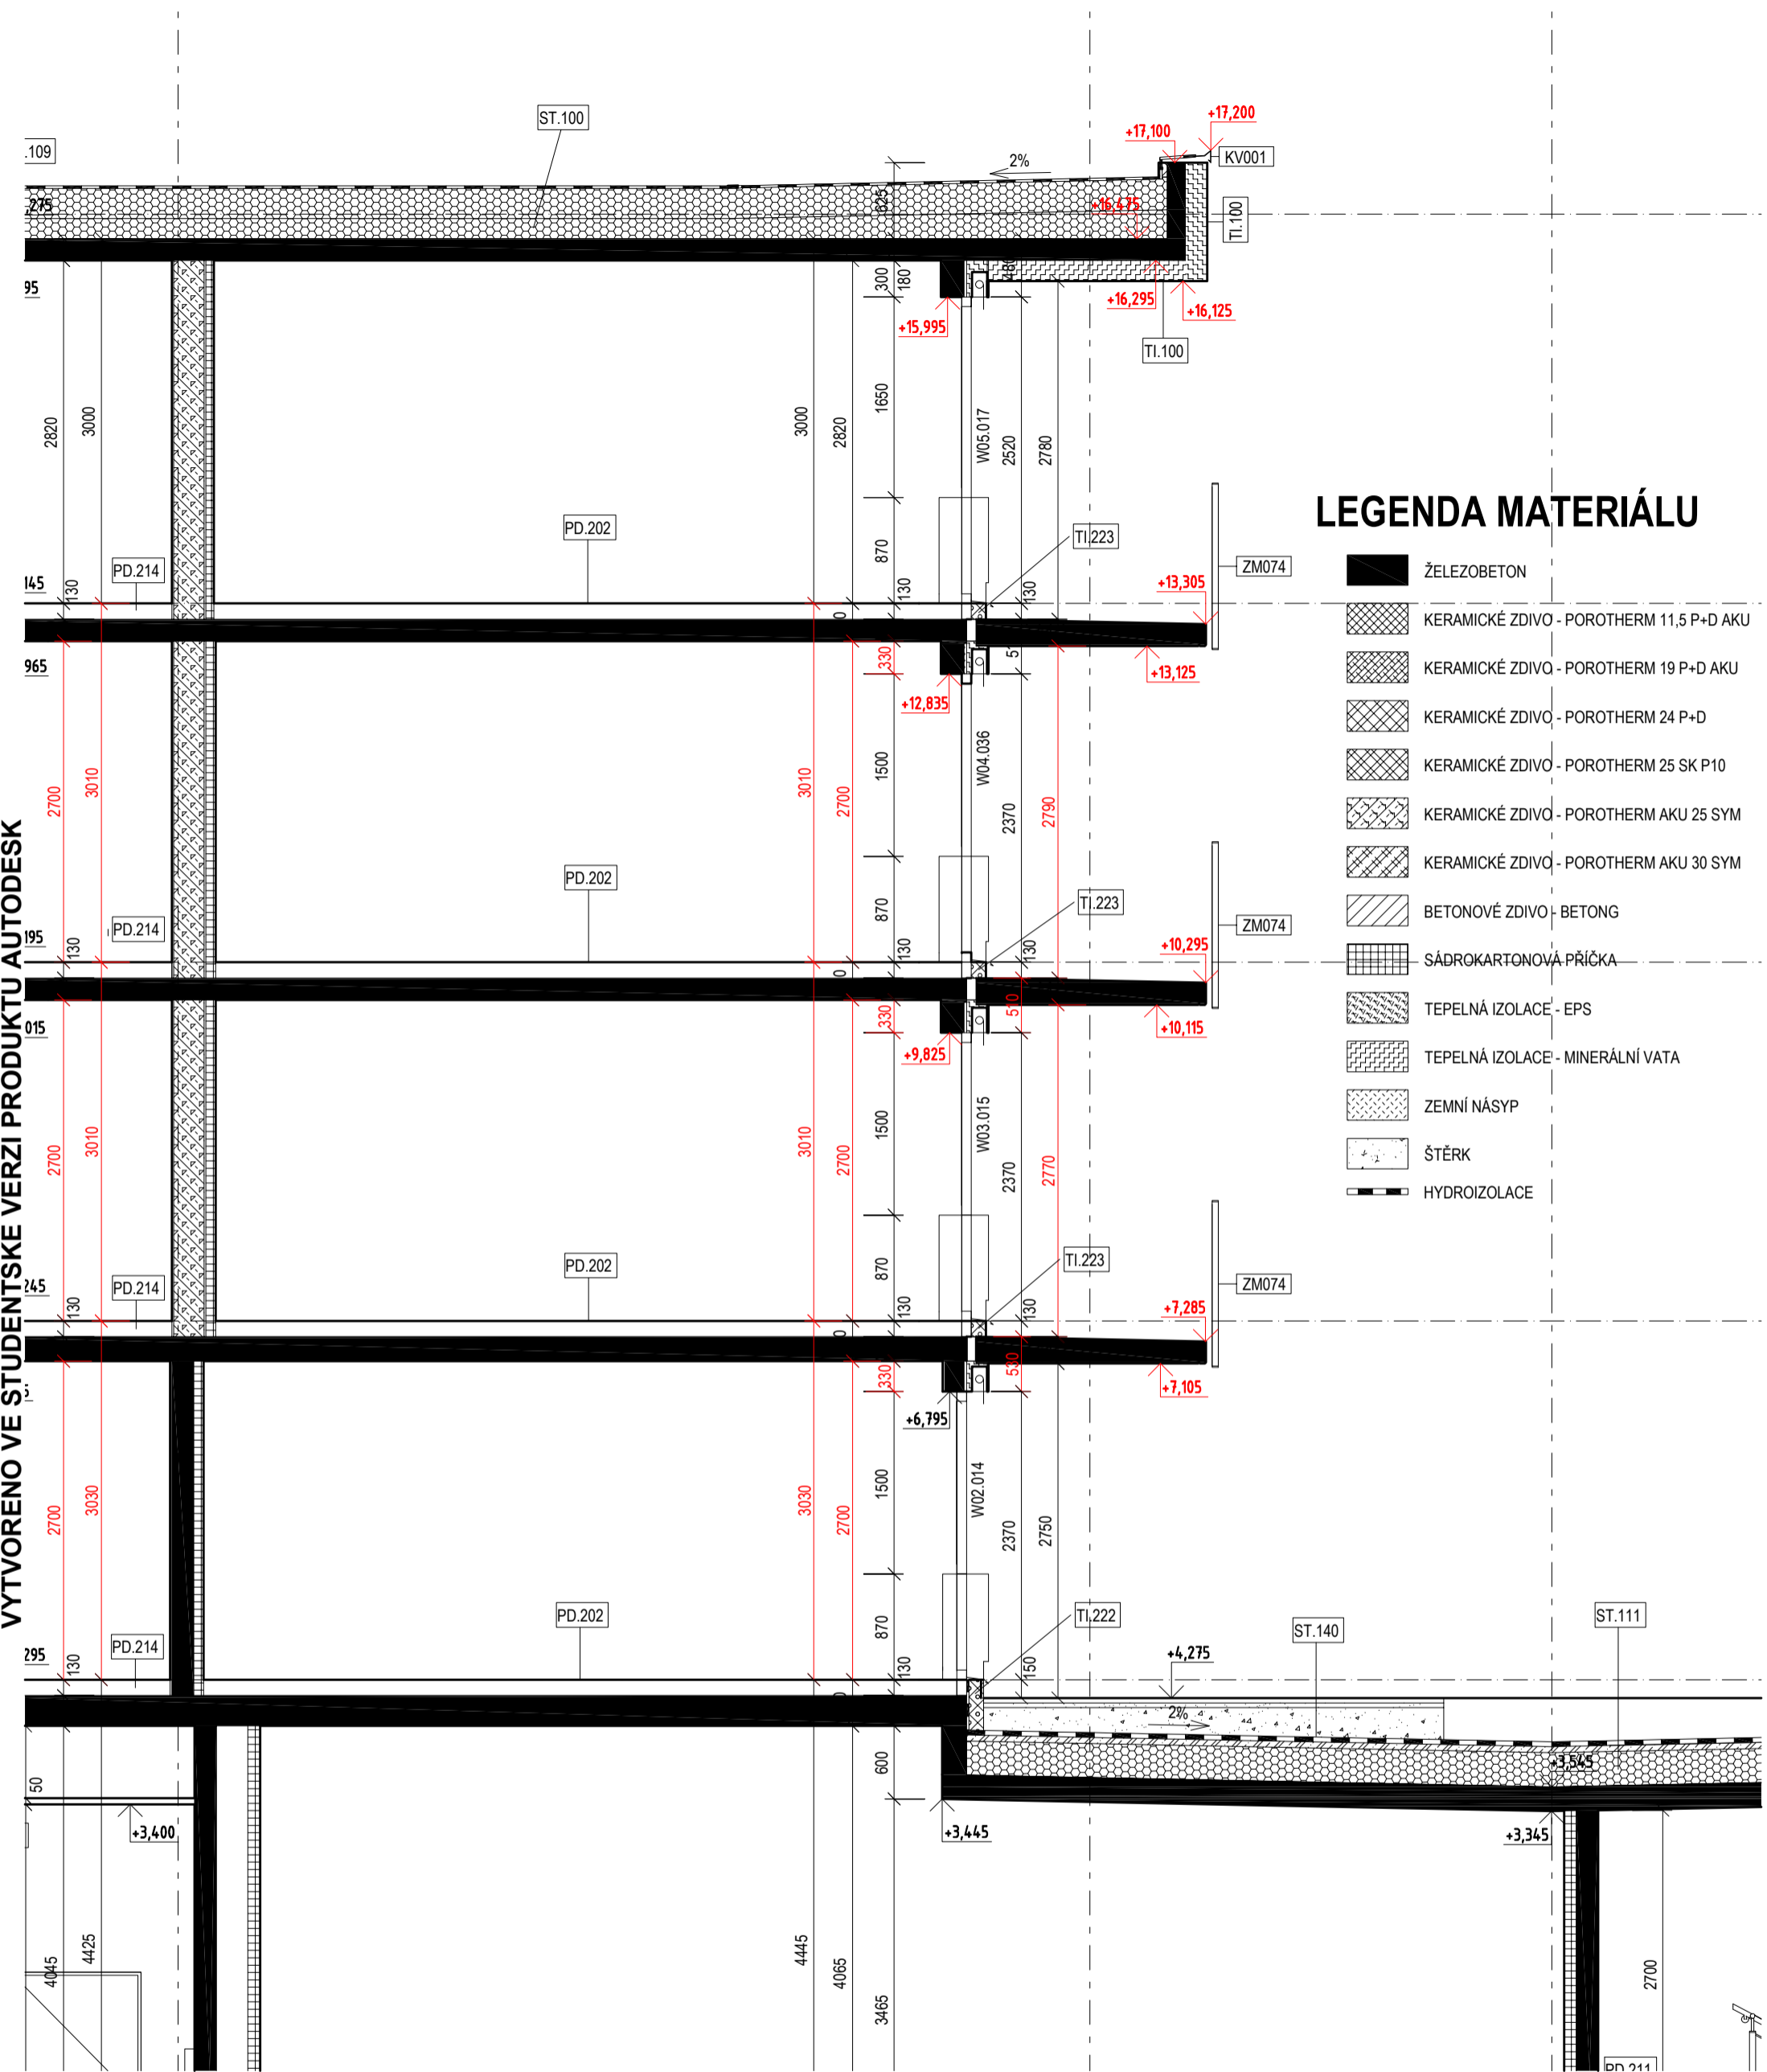 ST.100
+17,200
+17,100
.109
KV001
2%
,275
625
+16,475
TI.100
300
180
480
95
+16,295
+16,125
+15,995
TI.100
2820
3000
3000
2820
1650
W05.017
2520
2780
LEGENDA MATERIÁLU
PD.202
TI.223
870
ZM074
ŽELEZOBETON
PD.214
145
130
130
130
+13,305
KERAMICKÉ ZDIVO - POROTHERM 11,5 P+D AKU
965
330
+13,125
KERAMICKÉ ZDIVO - POROTHERM 19 P+D AKU
+12,835
KERAMICKÉ ZDIVO - POROTHERM 24 P+D
2700
3010
3010
2700
1500
W04.036
2370
2790
KERAMICKÉ ZDIVO - POROTHERM 25 SK P10
KERAMICKÉ ZDIVO - POROTHERM AKU 25 SYM
KERAMICKÉ ZDIVO - POROTHERM AKU 30 SYM
PD.202
TI.223
870
BETONOVÉ ZDIVO - BETONG
PD.214
ZM074
195
130
130
130
+10,295
SÁDROKARTONOVÁ PŘÍČKA
015
330
510
+10,115
TEPELNÁ IZOLACE - EPS
+9,825
TEPELNÁ IZOLACE - MINERÁLNÍ VATA
2700
3010
3010
2700
1500
W03.015
2370
2770
ZEMNÍ NÁSYP
ŠTĚRK
HYDROIZOLACE
VYTVORENO VE STUDENTSKE VERZI PRODUKTU AUTODESK
PD.202
TI.223
870
ZM074
PD.214
245
130
130
130
+7,285
330
530
+7,105
+6,795
2700
3030
3030
2700
1500
W02.014
2370
2750
PD.202
TI.222
ST.140
ST.111
870
PD.214
295
130
130
150
+4,275
2%
600
+3,545
50
+3,400
+3,445
+3,345
4045
4425
4445
4065
3465
2700
PD.211